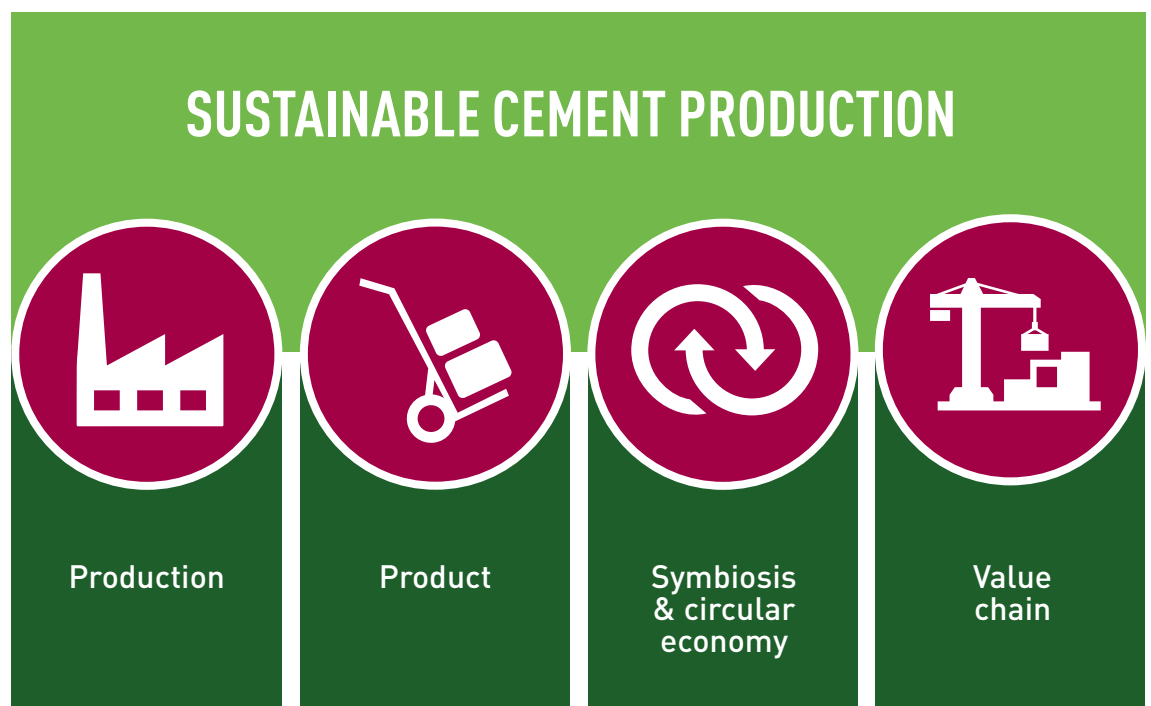 SUSTAINABLE CEMENT PRODUCTION
Production
Product
Symbiosis
& circular
economy
Value
chain